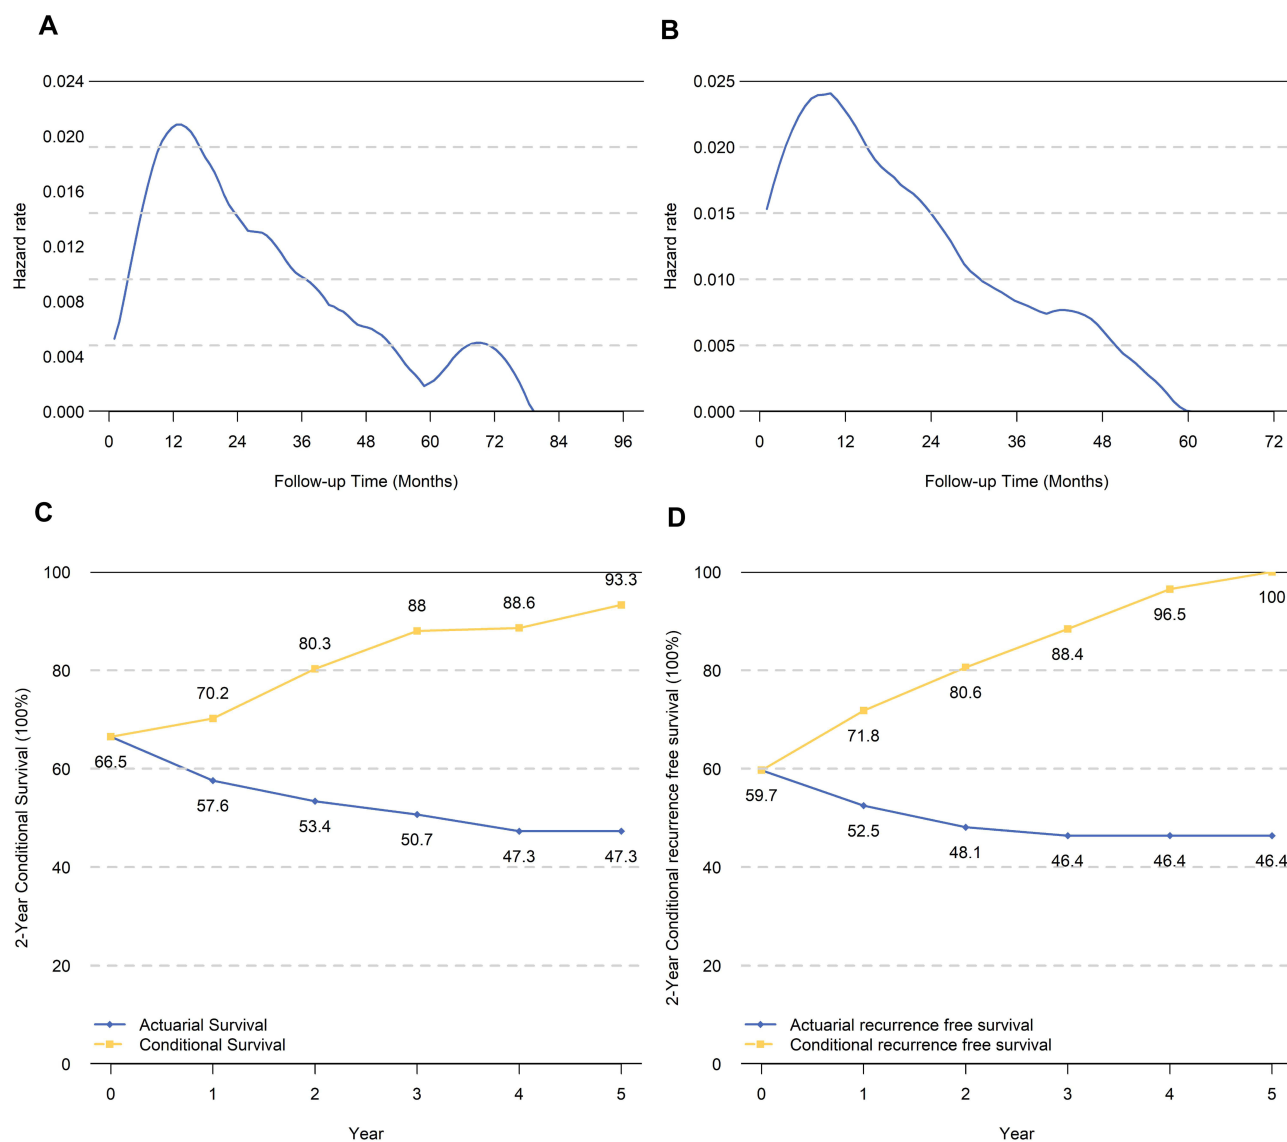 A
0.024
0.020
0.016
0.012
0.008
0.004
0.000
Hazard rate
0 12 24 36 48 60 72 84 96
Follow-up Time (Months)
B
0.025
0.020
0.015
0.010
0.005
0.000
Hazard rate
0 12 24 36 48 60 72
Follow-up Time (Months)
C
100
80
60
40
20
0
2-Year Conditional Survival (100%)
66.5
70.2
80.3
88
88.6
93.3
57.6
53.4
50.7
47.3
47.3
Actuarial Survival
Conditional Survival
0 1 2 3 4 5
Year
D
100
80
60
40
20
0
2-Year Conditional recurrence free survival (100%)
59.7
71.8
80.6
88.4
96.5
100
52.5
48.1
46.4
46.4
46.4
Actuarial recurrence free survival
Conditional recurrence free survival
0 1 2 3 4 5
Year